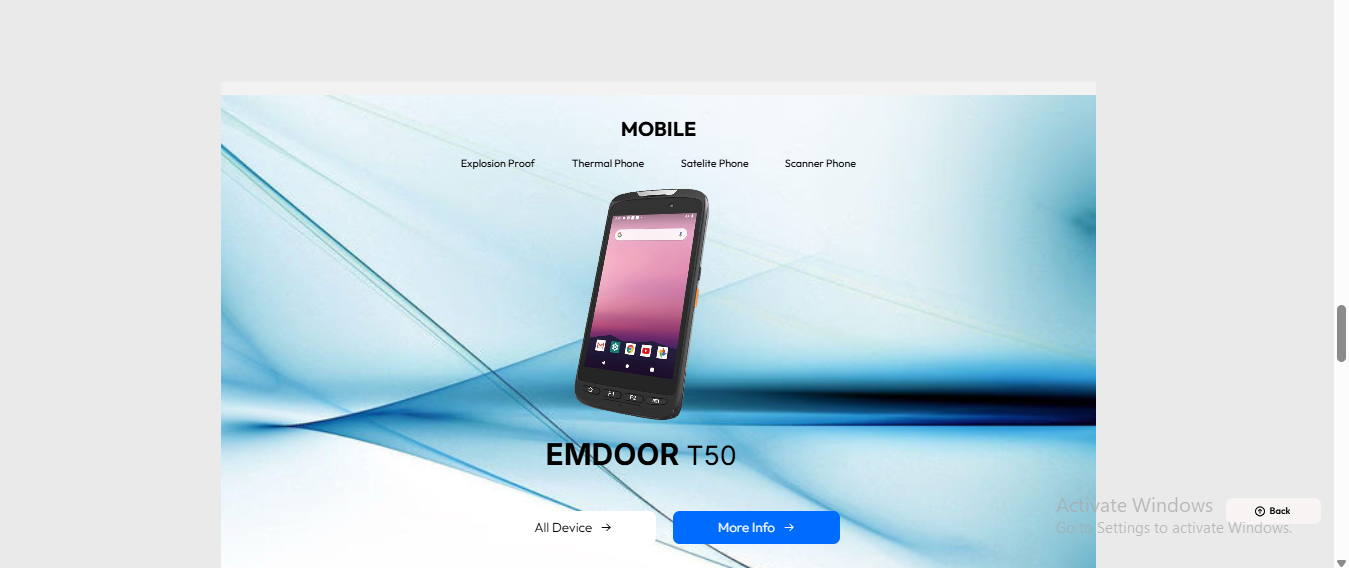 MOBILE
Explosion Proof Thermal Phone Satelite Phone Scanner Phone
F1 F2
EMDOOR T50
All Device → More Info →
Activate Windows
Go to Settings to activate Windows.
Back